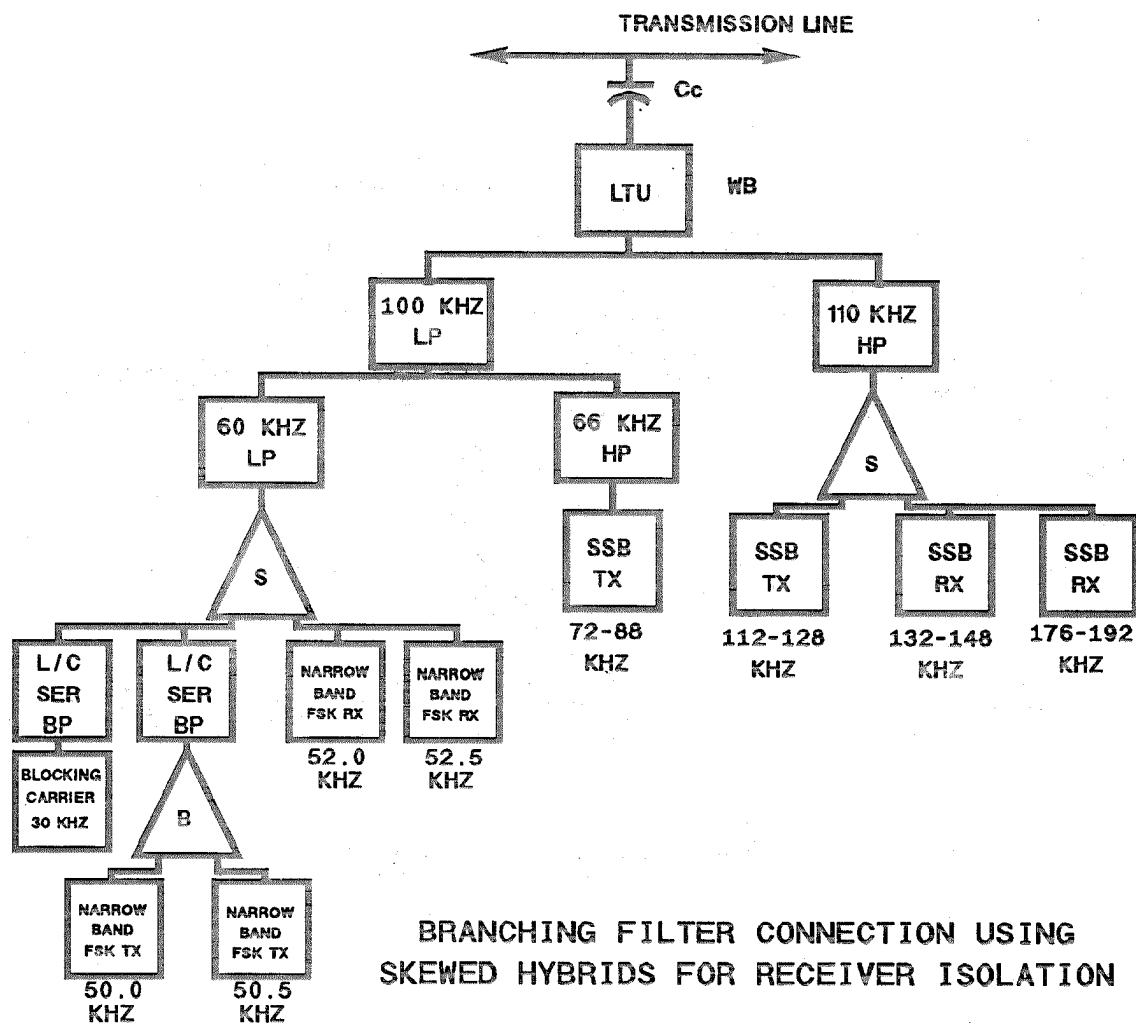 TRANSMISSION LINE
Cc
LTU
WB
100 KHZ
LP
110 KHZ
HP
60 KHZ
LP
66 KHZ
HP
S
S
SSB
TX
SSB
TX
SSB
RX
SSB
RX
72-88
KHZ
112-128
KHZ
132-148
KHZ
176-192
KHZ
L/C
SER
BP
L/C
SER
BP
NARROW
BAND
FSK RX
NARROW
BAND
FSK RX
52.0
KHZ
52.5
KHZ
BLOCKING
CARRIER
30 KHZ
B
NARROW
BAND
FSK TX
NARROW
BAND
FSK TX
50.0
KHZ
50.5
KHZ
BRANCHING FILTER CONNECTION USING
SKEWED HYBRIDS FOR RECEIVER ISOLATION